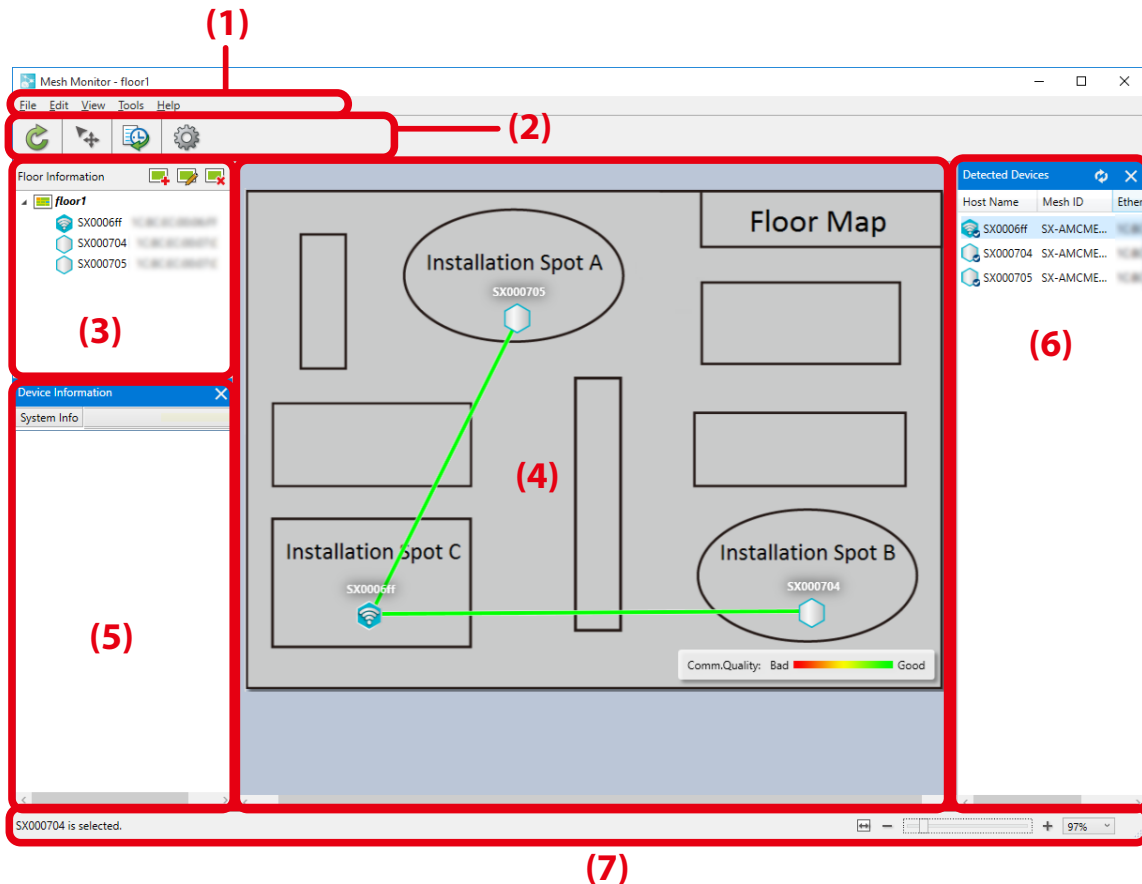 (1)
Mesh Monitor - floor1
File Edit View Tools Help
(2)
Floor Information
floor1
SX0006ff
SX000704
SX000705
(3)
Device Information
System Info
(5)
Floor Map
Installation Spot A
SX000705
(4)
Installation Spot C
SX0006ff
Installation Spot B
SX000704
Comm.Quality: Bad Good
Detected Devices
Host Name Mesh ID Ether
SX0006ff SX-AMCME...
SX000704 SX-AMCME...
SX000705 SX-AMCME...
(6)
SX000704 is selected.
97%
(7)